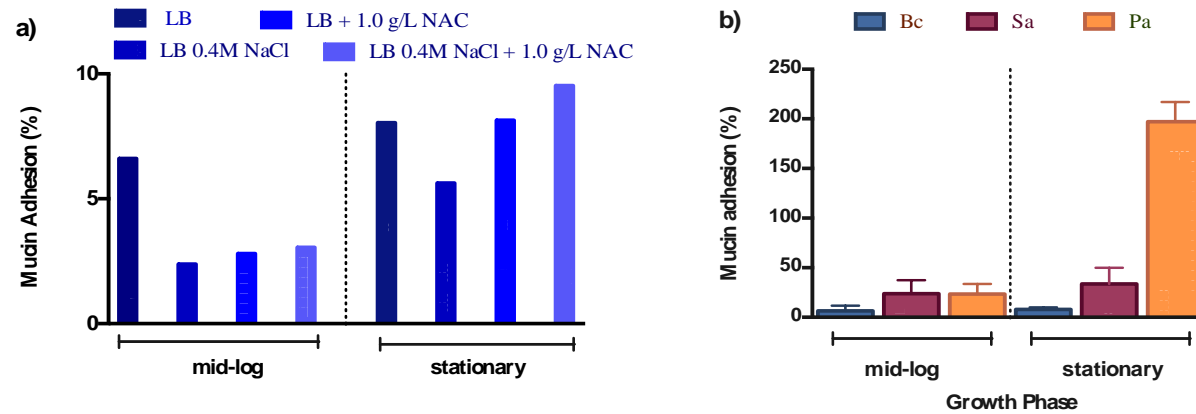 a)
LB
LB + 1.0 g/L NAC
LB 0.4M NaCl
LB 0.4M NaCl + 1.0 g/L NAC
Mucin Adhesion (%)
10
5
0
mid-log
stationary
b)
Bc
Sa
Pa
Mucin adhesion (%)
250
200
150
100
50
0
mid-log
stationary
Growth Phase